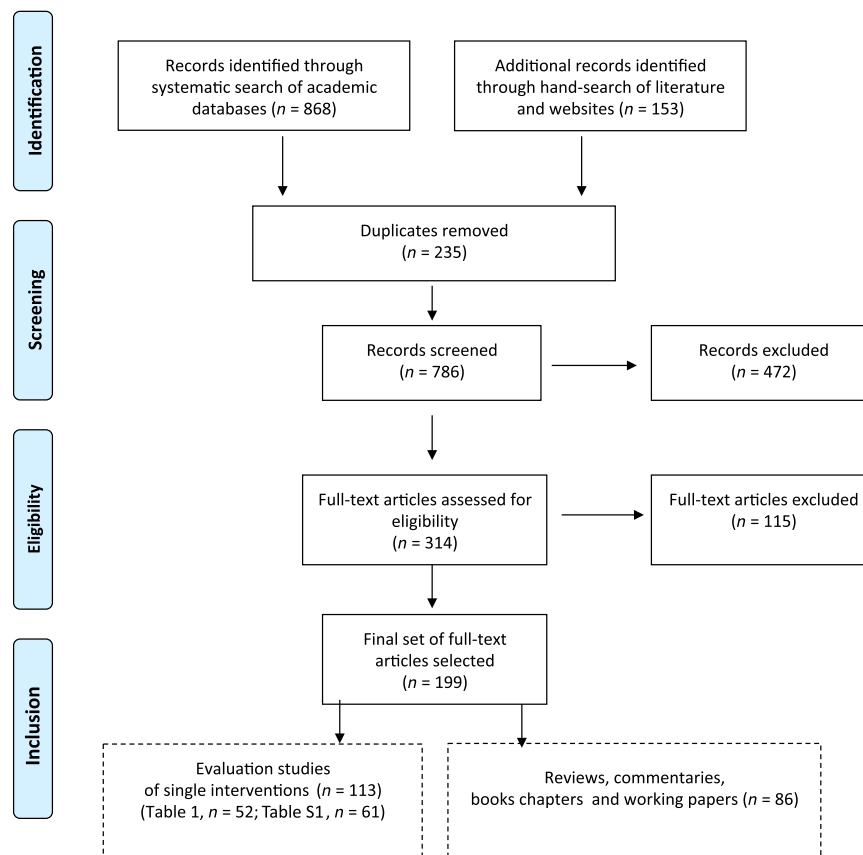 Identification
Records identified through
systematic search of academic
databases (n = 868)
Additional records identified
through hand-search of literature
and websites (n = 153)
Screening
Duplicates removed
(n = 235)
Records screened
(n = 786)
Records excluded
(n = 472)
Eligibility
Full-text articles assessed for
eligibility
(n = 314)
Full-text articles excluded
(n = 115)
Inclusion
Final set of full-text
articles selected
(n = 199)
Evaluation studies
of single interventions (n = 113)
(Table 1, n = 52; Table S1, n = 61)
Reviews, commentaries,
books chapters and working papers (n = 86)